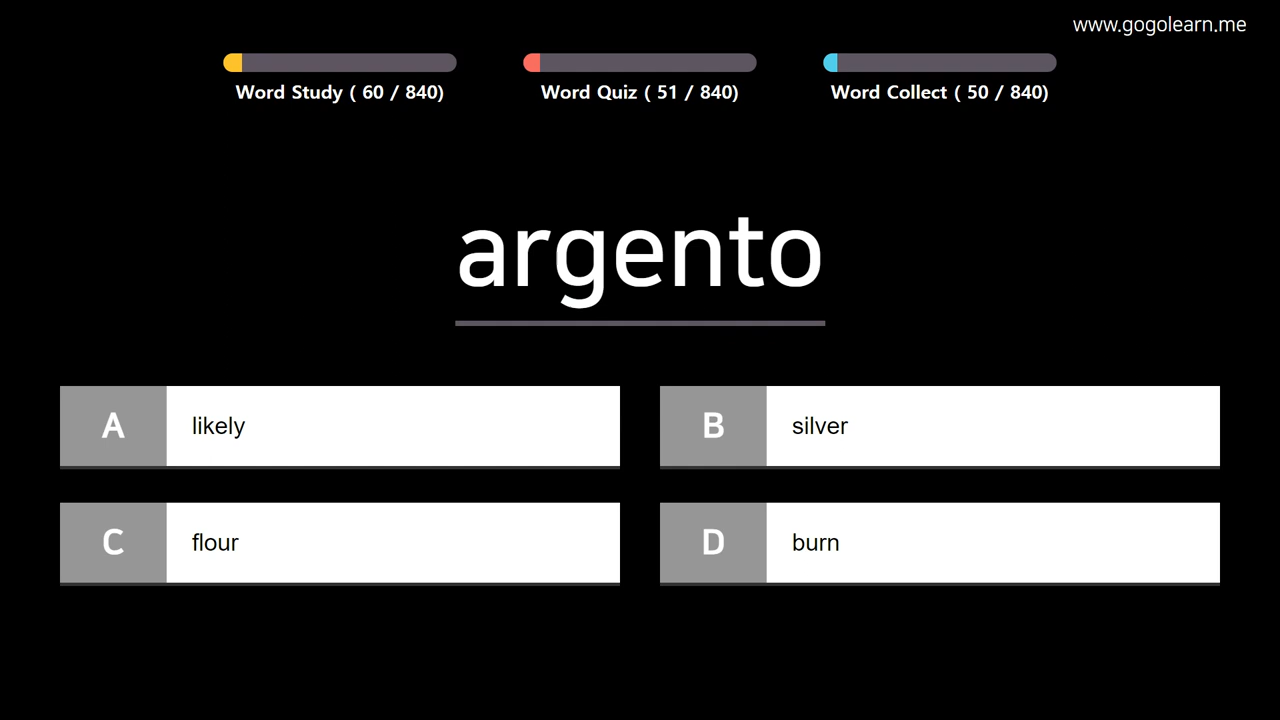 www.gogolearn.me
Word Study ( 60 / 840)
Word Quiz ( 51 / 840)
Word Collect ( 50 / 840)
argento
A likely
B silver
C flour
D burn